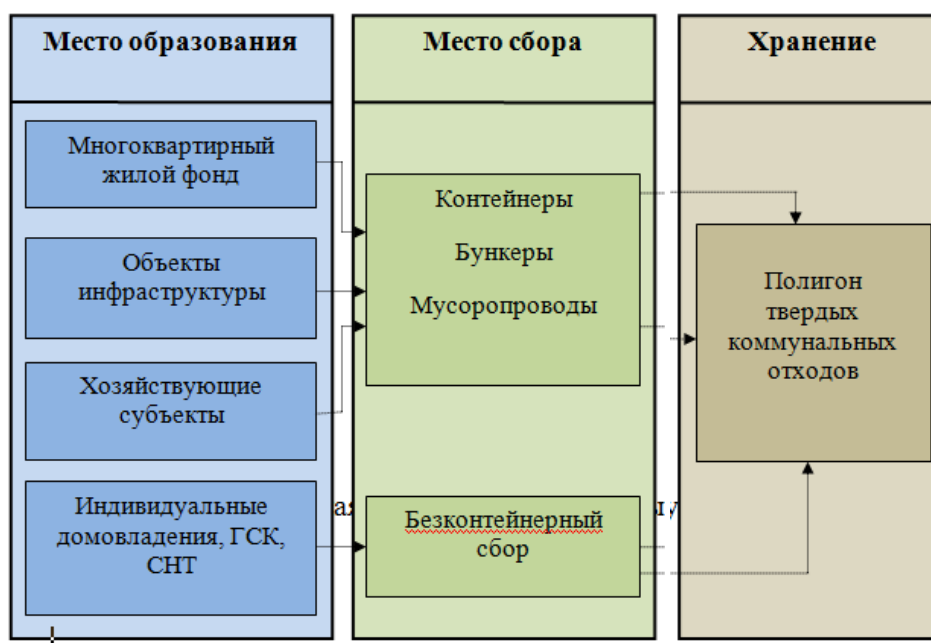 Место образования
Место сбора
Хранение
Многоквартирный
жилой фонд
Объекты
инфраструктуры
Хозяйствующие
субъекты
Индивидуальные
домовладения, ГСК,
СНТ
Контейнеры
Бункеры
Мусоропроводы
Безконтейнерный
сбор
Полигон
твердых
коммунальных
отходов